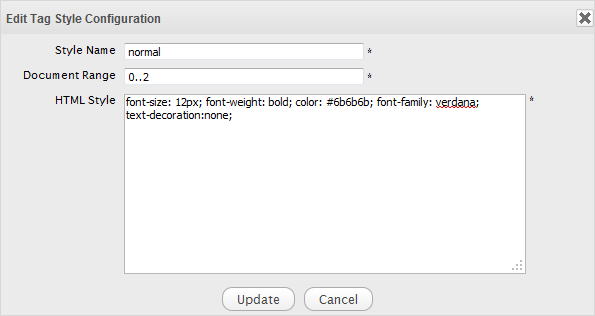 Edit Tag Style Configuration
Style Name normal *
Document Range 0..2 *
HTML Style font-size: 12px; font-weight: bold; color: #6b6b6b; font-family: verdana; *
text-decoration:none;
Update Cancel